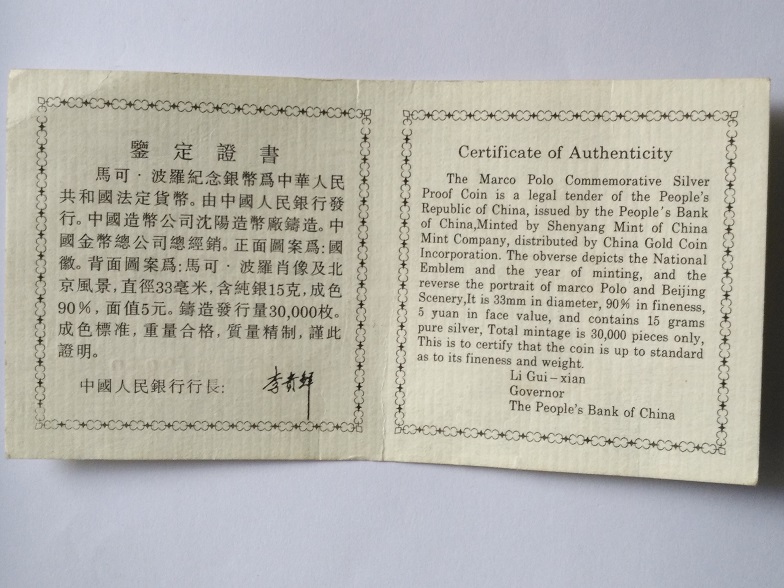 鑒定證書
馬可·波羅紀念銀幣爲中華人民
共和國法定貨幣。由中國人民銀行發
行。中國造幣公司沈陽造幣廠鑄造。中
國金幣總公司總經銷。正面圖案爲:國
徽。背面圖案爲:馬可·波羅肖像及北
京風景,直徑33毫米,含純銀15克,成色
90%,面值5元。鑄造發行量30,000枚。
成色標准,重量合格,質量精制,謹此
證明。
中國人民銀行行長: 李貴鲜
Certificate of Authenticity
The Marco Polo Commemorative Silver
Proof Coin is a legal tender of the People's
Republic of China, issued by the People's Bank
of China,Minted by Shenyang Mint of China
Mint Company, distributed by China Gold Coin
Incorporation. The obverse depicts the National
Emblem and the year of minting, and the
reverse the portrait of marco Polo and Beijing
Scenery,It is 33mm in diameter, 90% in fineness,
5 yuan in face value, and contains 15 grams
pure silver, Total mintage is 30,000 pieces only,
This is to certify that the coin is up to standard
as to its fineness and weight.
Li Gui-xian
Governor
The People's Bank of China